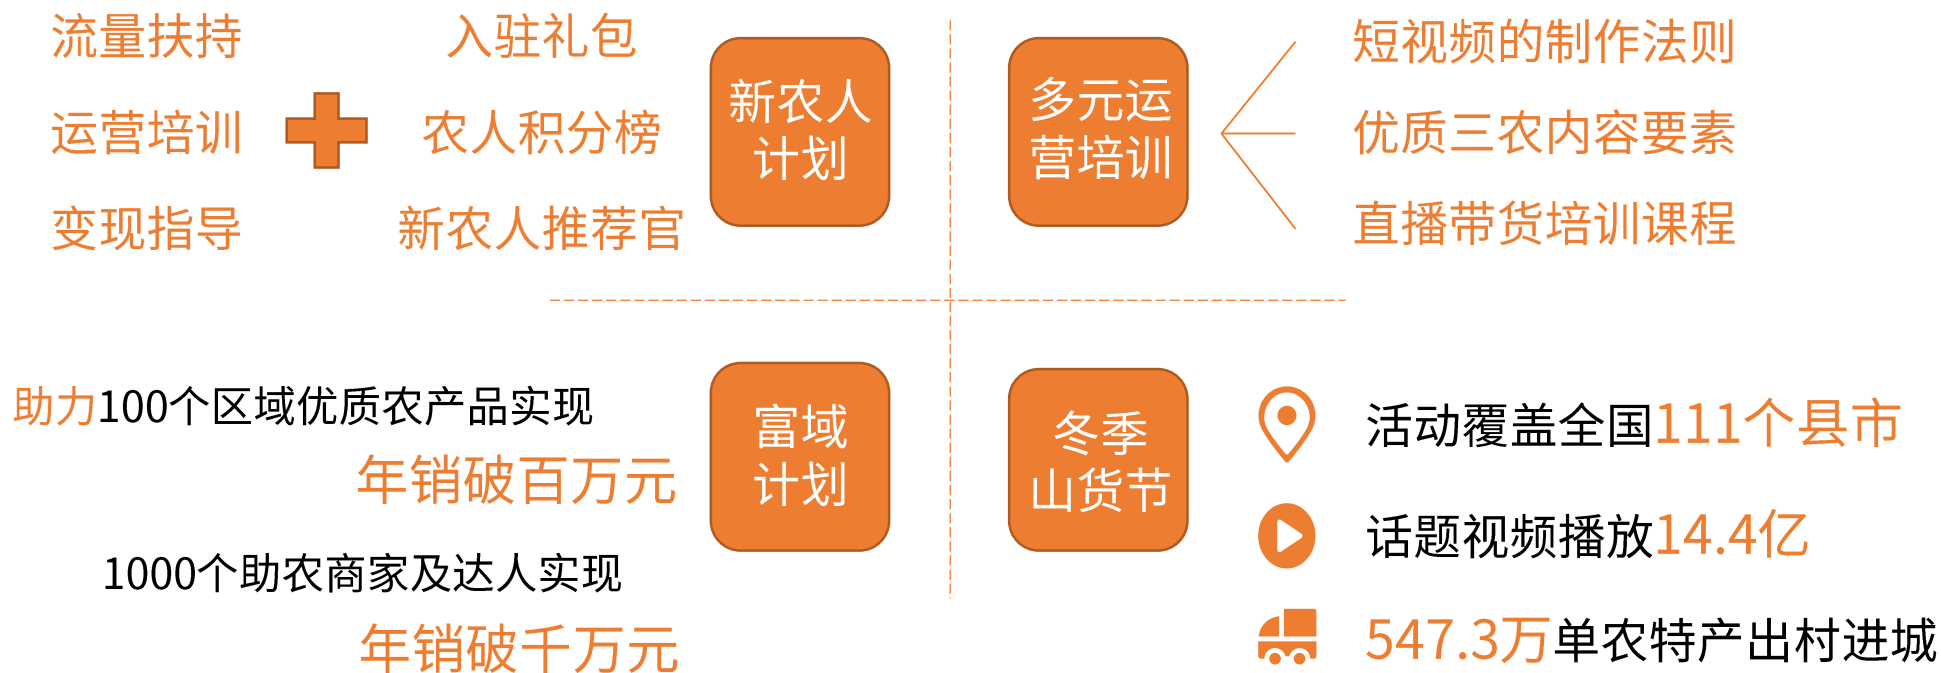 流量扶持
运营培训
变现指导
入驻礼包
农人积分榜
新农人推荐官
新农人
计划
多元运
营培训
短视频的制作法则
优质三农内容要素
直播带货培训课程
助力100个区域优质农产品实现
年销破百万元
1000个助农商家及达人实现
年销破千万元
富域
计划
冬季
山货节
活动覆盖全国111个县市
话题视频播放14.4亿
547.3万单农特产出村进城